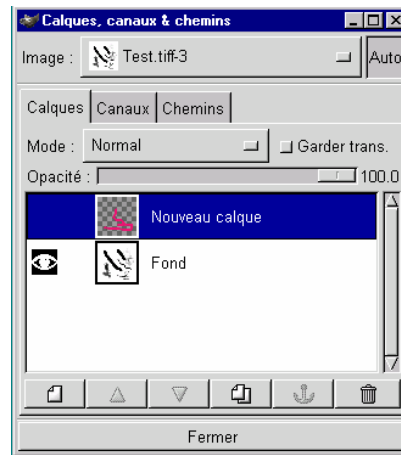 Calques, canaux & chemins
Image : Test.tiff-3 Auto
Calques Canaux Chemins
Mode : Normal Garder trans.
Opacité : 100.0
Nouveau calque
Fond
Fermer